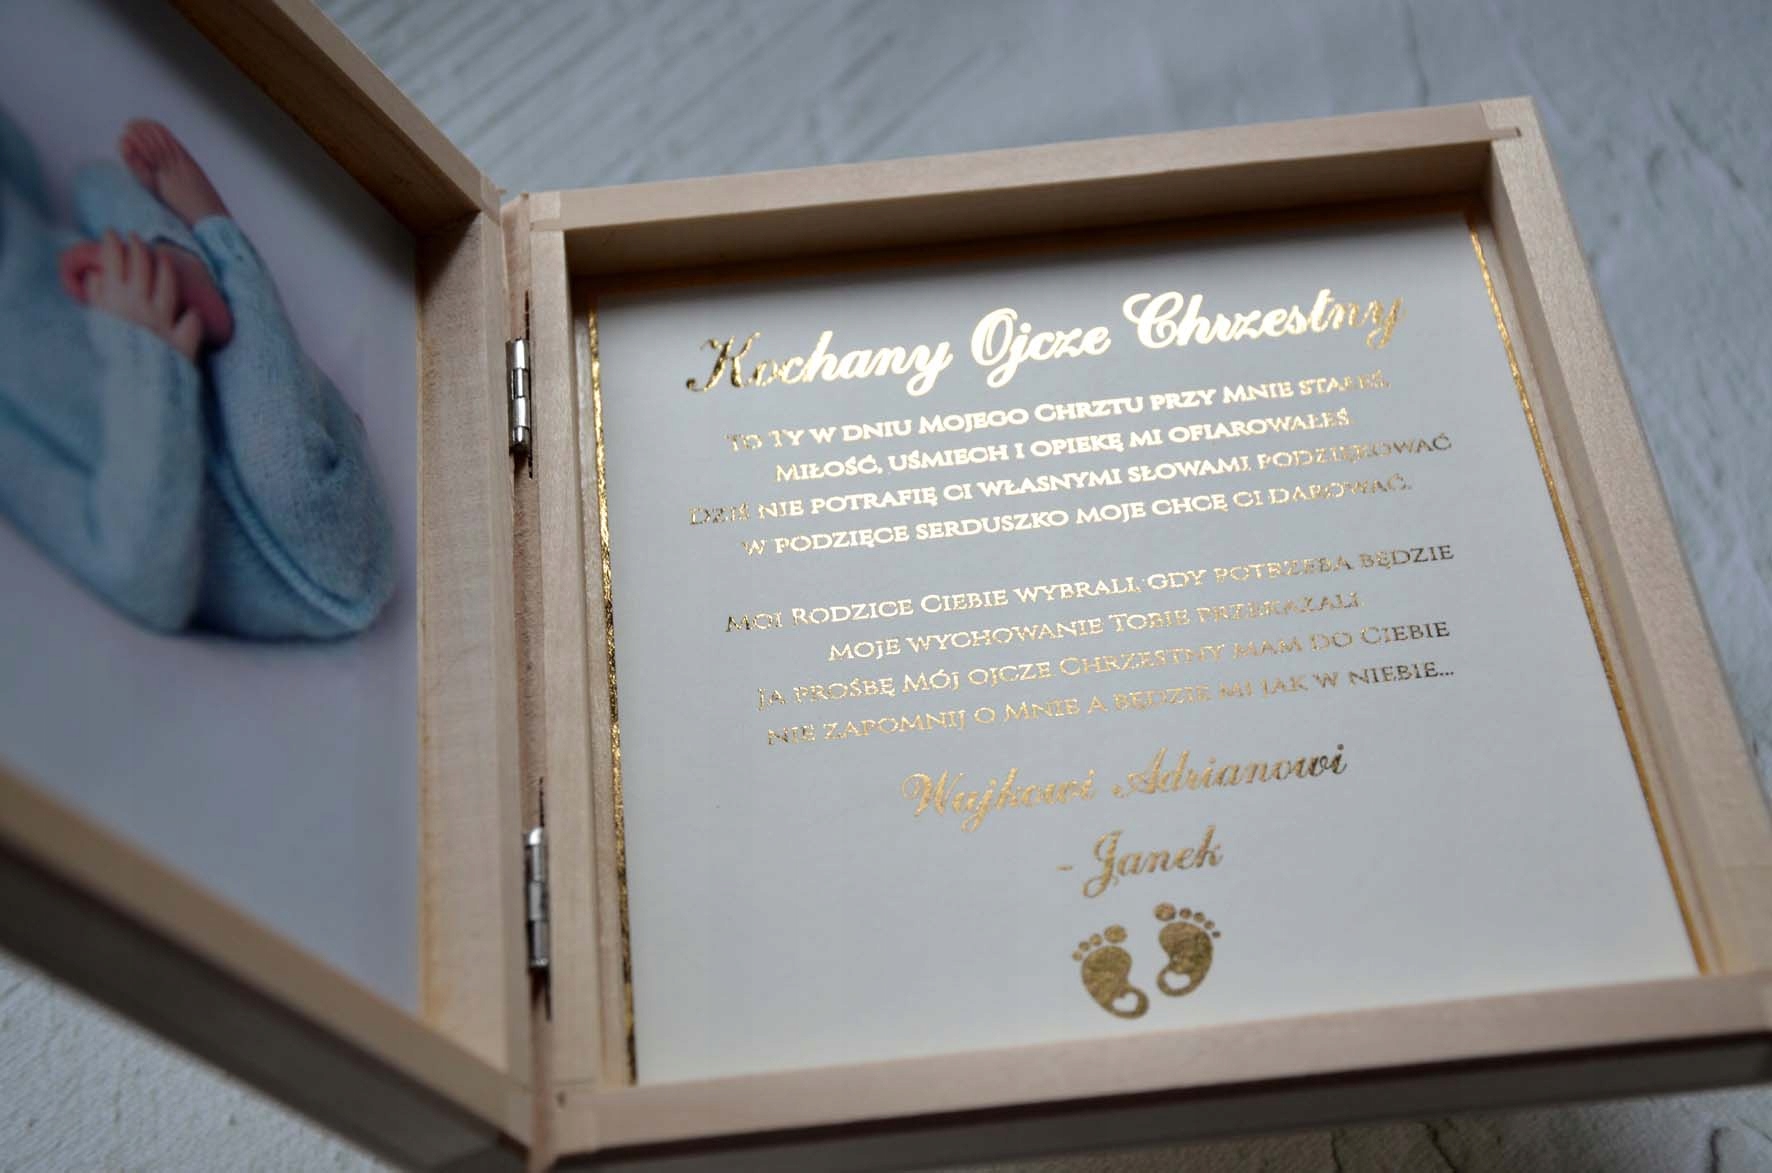 Kochany Ojcze Chrzestny
To Ty w dniu Mojego Chrztu przy Mnie stałeś,
miłość, uśmiech i opiekę mi ofiarowałeś.
Dziś nie potrafię Ci własnymi słowami podziękować
w podzięce serduszko moje chcę Ci darować.
Moi Rodzice Ciebie wybrali, gdy potrzeba będzie
moje wychowanie Tobie przekazali
Ja prośbę Mój Ojcze Chrzestny mam do Ciebie
nie zapomnij o Mnie a będzie mi jak w niebie...
Wujkowi Adrianowi
- Janek